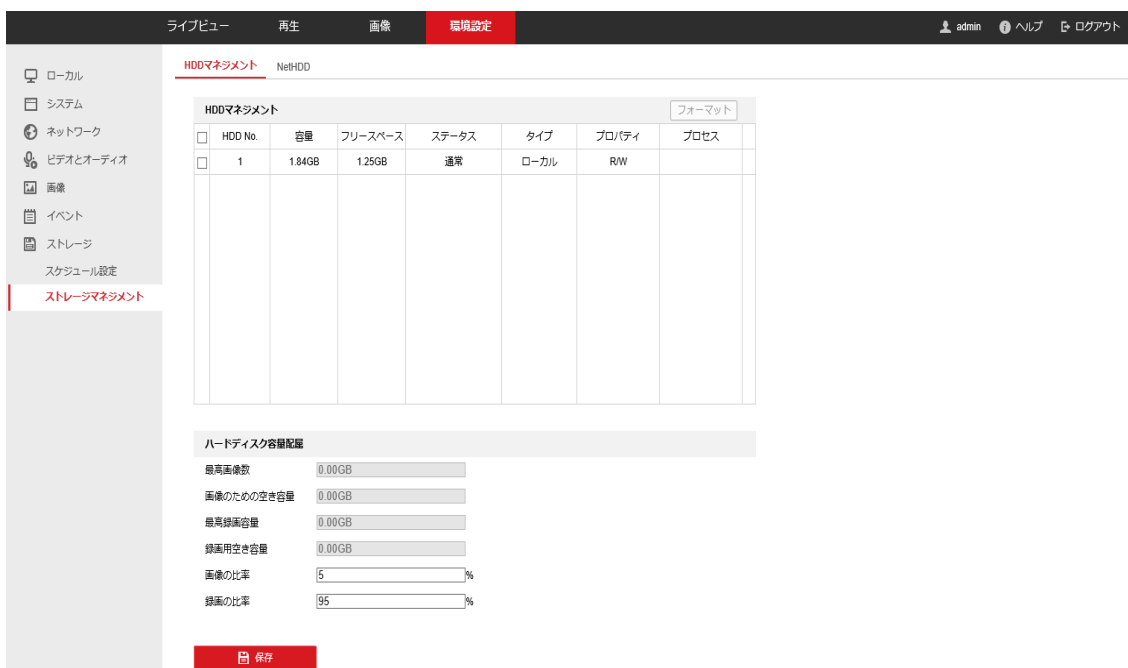 ライブビュー 再生 画像 環境設定 admin ヘルプ ログアウト
HDDマネジメント NetHDD
ローカル
システム
ネットワーク
ビデオとオーディオ
画像
イベント
ストレージ
スケジュール設定
ストレージマネジメント
HDDマネジメント フォーマット
HDD No. 容量 フリースペース ステータス タイプ プロパティ プロセス
1 1.84GB 1.25GB 通常 ローカル R/W
ハードディスク容量配属
最高画像数 0.00GB
画像のための空き容量 0.00GB
最高録画容量 0.00GB
録画用空き容量 0.00GB
画像の比率 5 %
録画の比率 95 %
保存